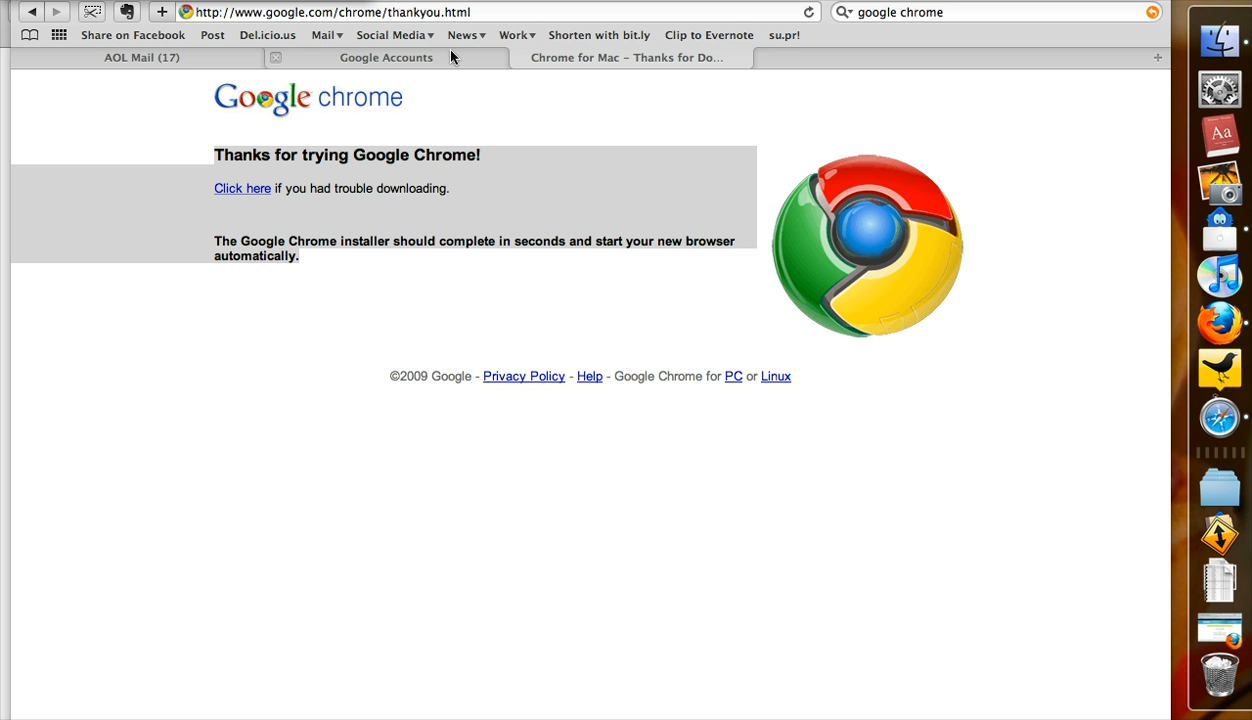 http://www.google.com/chrome/thankyou.html
google chrome
Share on Facebook Post Del.icio.us Mail▾ Social Media▾ News▾ Work▾ Shorten with bit.ly Clip to Evernote su.pr!
AOL Mail (17) Google Accounts Chrome for Mac – Thanks for Do...
Google chrome
Thanks for trying Google Chrome!
Click here if you had trouble downloading.
The Google Chrome installer should complete in seconds and start your new browser
automatically.
©2009 Google - Privacy Policy - Help - Google Chrome for PC or Linux
Aa